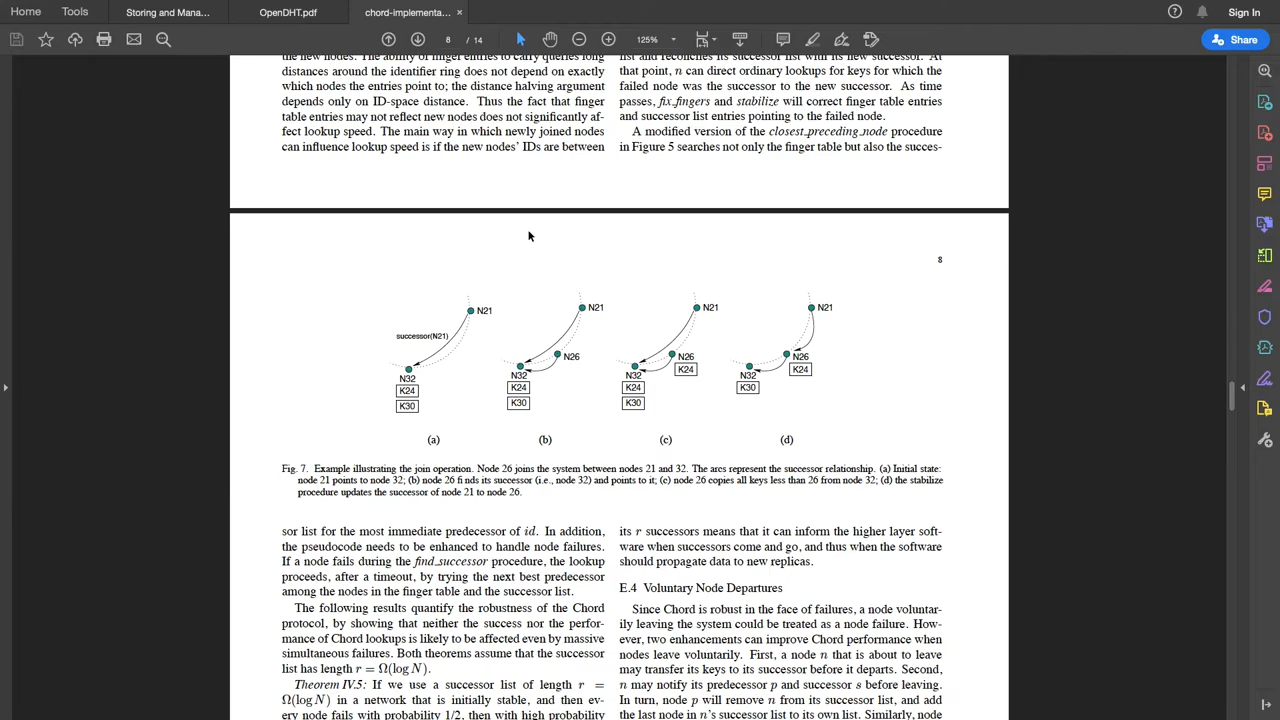 Home Tools Storing and Mana... OpenDHT.pdf chord-implementa... × Sign In
8 / 14 125% Share
the new nodes. The ability of finger entries to carry queries long
distances around the identifier ring does not depend on exactly
which nodes the entries point to; the distance halving argument
depends only on ID-space distance. Thus the fact that finger
table entries may not reflect new nodes does not significantly af-
fect lookup speed. The main way in which newly joined nodes
can influence lookup speed is if the new nodes' IDs are between
list and reconciles its successor list with its new successor. At
that point, n can direct ordinary lookups for keys for which the
failed node was the successor to the new successor. As time
passes, fix_fingers and stabilize will correct finger table entries
and successor list entries pointing to the failed node.
A modified version of the closest_preceding_node procedure
in Figure 5 searches not only the finger table but also the succes-
8
N21
successor(N21)
N32
K24
K30
(a)
N21
N26
N32
K24
K30
(b)
N21
N26
K24
N32
K24
K30
(c)
N21
N26
K24
N32
K30
(d)
Fig. 7. Example illustrating the join operation. Node 26 joins the system between nodes 21 and 32. The arcs represent the successor relationship. (a) Initial state:
node 21 points to node 32; (b) node 26 finds its successor (i.e., node 32) and points to it; (c) node 26 copies all keys less than 26 from node 32; (d) the stabilize
procedure updates the successor of node 21 to node 26.
sor list for the most immediate predecessor of id. In addition,
the pseudocode needs to be enhanced to handle node failures.
If a node fails during the find_successor procedure, the lookup
proceeds, after a timeout, by trying the next best predecessor
among the nodes in the finger table and the successor list.
The following results quantify the robustness of the Chord
protocol, by showing that neither the success nor the perfor-
mance of Chord lookups is likely to be affected even by massive
simultaneous failures. Both theorems assume that the successor
list has length r = Ω(log N).
Theorem IV.5: If we use a successor list of length r =
Ω(log N) in a network that is initially stable, and then ev-
ery node fails with probability 1/2, then with high probability
its r successors means that it can inform the higher layer soft-
ware when successors come and go, and thus when the software
should propagate data to new replicas.
E.4 Voluntary Node Departures
Since Chord is robust in the face of failures, a node voluntar-
ily leaving the system could be treated as a node failure. How-
ever, two enhancements can improve Chord performance when
nodes leave voluntarily. First, a node n that is about to leave
may transfer its keys to its successor before it departs. Second,
n may notify its predecessor p and successor s before leaving.
In turn, node p will remove n from its successor list, and add
the last node in n's successor list to its own list. Similarly, node